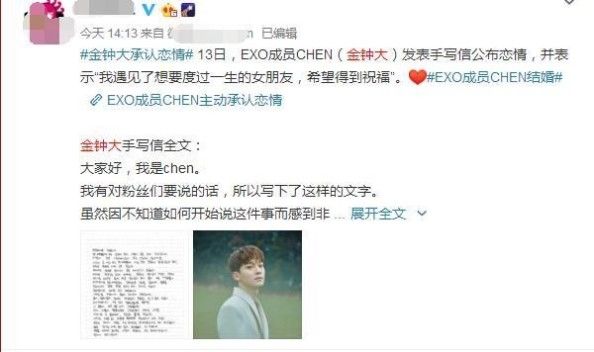 今天 14:13 来自
已编辑
#金钟大承认恋情# 13日，EXO成员CHEN（金钟大）发表手写信公布恋情，并表
示“我遇见了想要度过一生的女朋友，希望得到祝福”。❤#EXO成员CHEN结婚#
EXO成员CHEN主动承认恋情
金钟大手写信全文：
大家好，我是chen。
我有对粉丝们要说的话，所以写下了这样的文字。
虽然因不知道如何开始说这件事而感到非 ... 展开全文